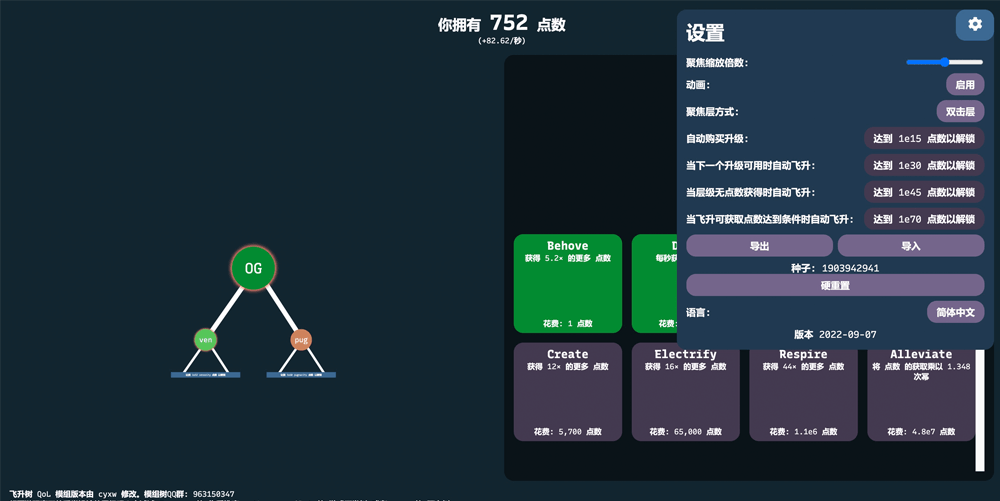 你拥有 752 点数
(+82.62/秒)
设置
聚焦缩放倍数:
动画:
启用
聚焦层方式:
双击层
自动购买升级:
达到 1e15 点数以解锁
当下一个升级可用时自动飞升:
达到 1e30 点数以解锁
当层级无点数获得时自动飞升:
达到 1e45 点数以解锁
当飞升可获取点数达到条件时自动飞升:
达到 1e70 点数以解锁
导出
导入
种子: 1903942941
硬重置
语言:
简体中文
版本 2022-09-07
OG
ven
pug
Behove
获得 5.2× 的更多 点数
花费: 1 点数
D
每秒获
Create
获得 12× 的更多 点数
花费: 5,700 点数
Electrify
获得 16× 的更多 点数
花费: 65,000 点数
Respire
获得 44× 的更多 点数
花费: 1.1e6 点数
Alleviate
将 点数 的获取乘以 1.348
次幂
花费: 4.8e7 点数
飞升树 QoL 模组版本由 cyxw 修改。模组树QQ群: 963150347